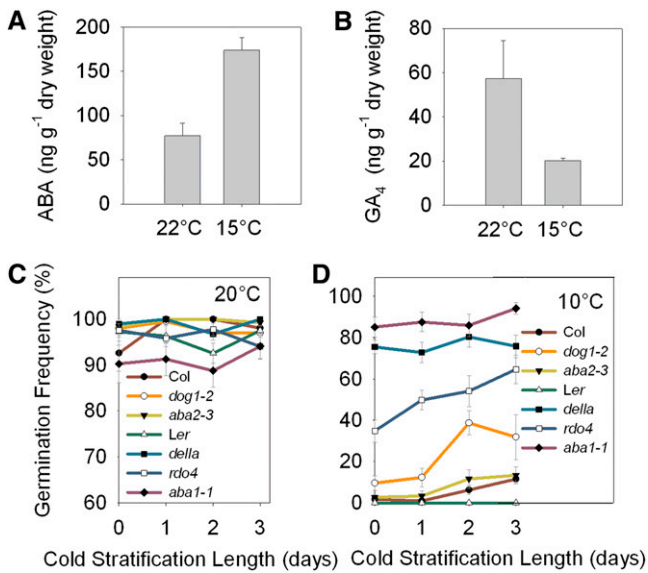 A
ABA (ng g⁻¹ dry weight)
200
150
100
50
0
22°C 15°C
B
GA₄ (ng g⁻¹ dry weight)
80
60
40
20
0
22°C 15°C
C
Germination Frequency (%)
20°C
100
90
80
70
60
Col
dog1-2
aba2-3
Ler
della
rdo4
aba1-1
0 1 2 3
Cold Stratification Length (days)
D
10°C
100
80
60
40
20
0
Col
dog1-2
aba2-3
Ler
della
rdo4
aba1-1
0 1 2 3
Cold Stratification Length (days)